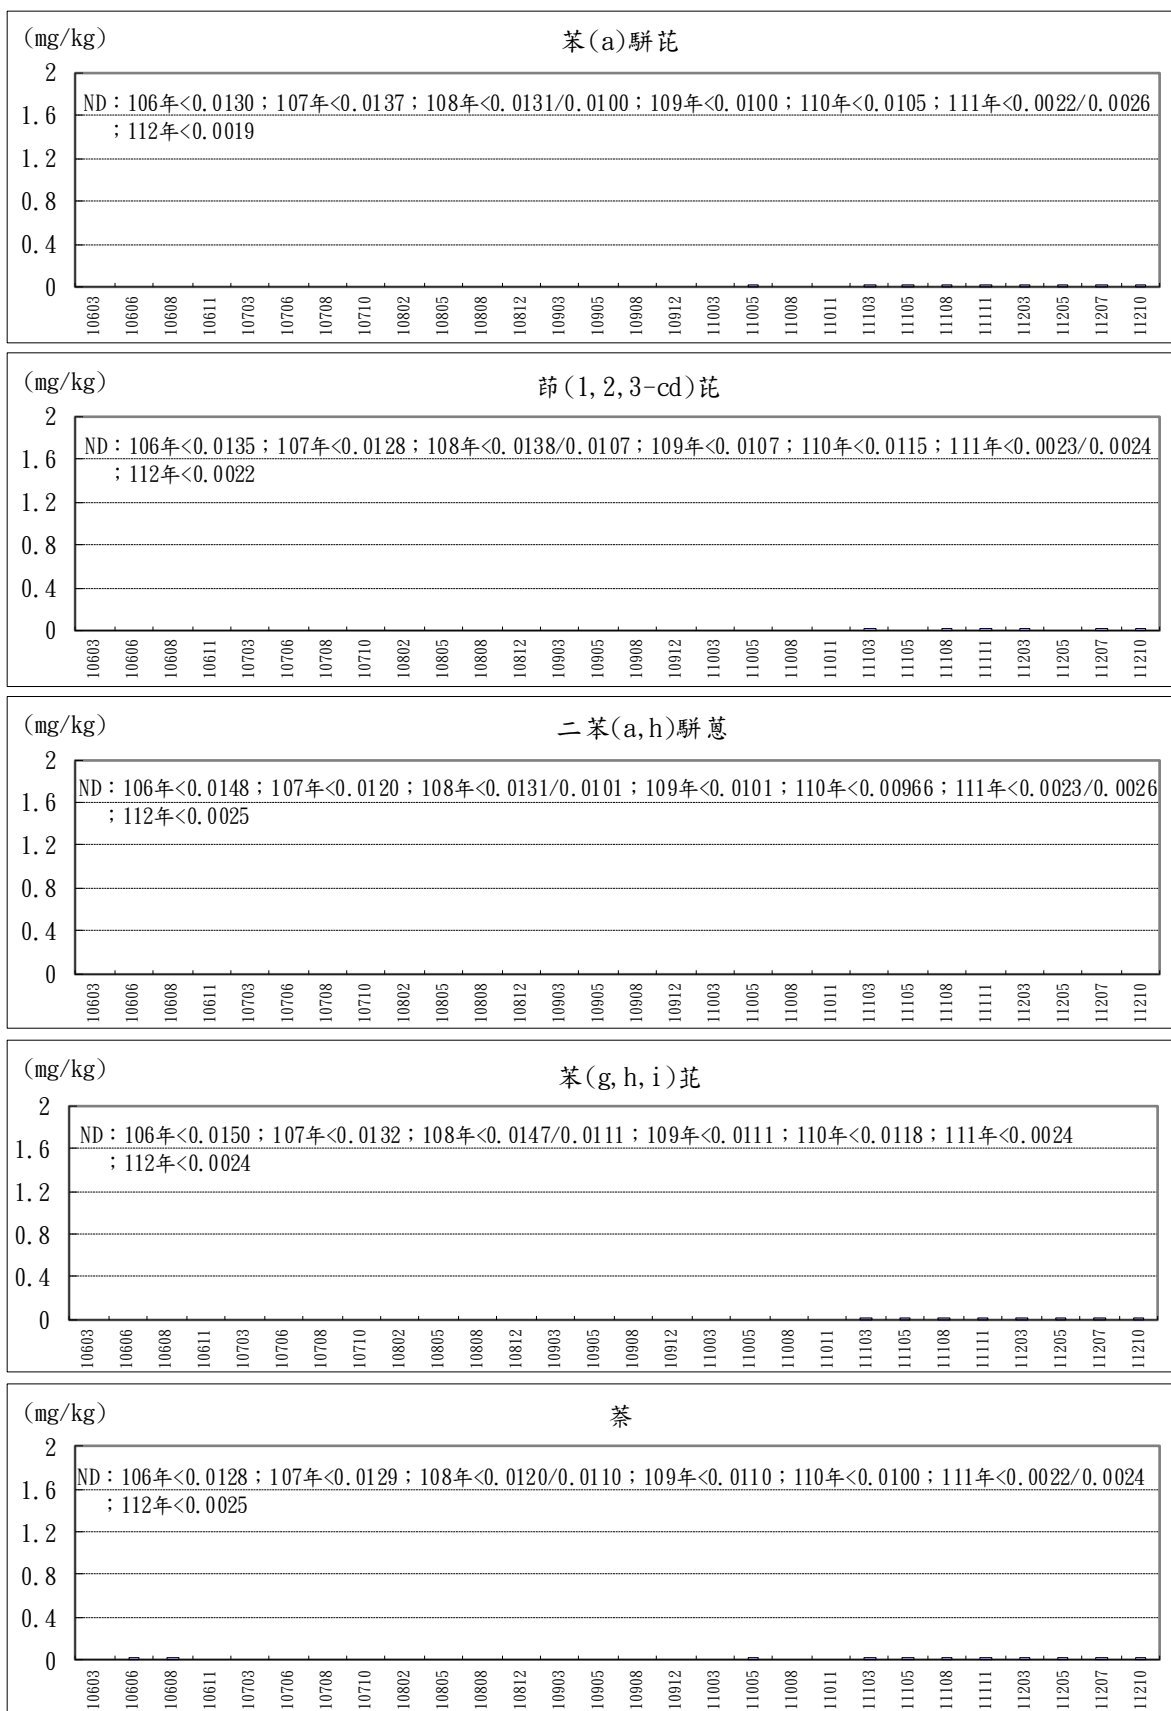 (mg/kg)
苯(a)駢芘
2
ND：106年<0.0130；107年<0.0137；108年<0.0131/0.0100；109年<0.0100；110年<0.0105；111年<0.0022/0.0026
1.6
；112年<0.0019
1.2
0.8
0.4
0
10603 10606 10608 10611 10703 10706 10708 10710 10802 10805 10808 10812 10903 10905 10908 10912 11003 11005 11008 11011 11103 11105 11108 11111 11203 11205 11207 11210
(mg/kg)
茚(1,2,3-cd)芘
2
ND：106年<0.0135；107年<0.0128；108年<0.0138/0.0107；109年<0.0107；110年<0.0115；111年<0.0023/0.0024
1.6
；112年<0.0022
1.2
0.8
0.4
0
10603 10606 10608 10611 10703 10706 10708 10710 10802 10805 10808 10812 10903 10905 10908 10912 11003 11005 11008 11011 11103 11105 11108 11111 11203 11205 11207 11210
(mg/kg)
二苯(a,h)駢蒽
2
ND：106年<0.0148；107年<0.0120；108年<0.0131/0.0101；109年<0.0101；110年<0.00966；111年<0.0023/0.0026
1.6
；112年<0.0025
1.2
0.8
0.4
0
10603 10606 10608 10611 10703 10706 10708 10710 10802 10805 10808 10812 10903 10905 10908 10912 11003 11005 11008 11011 11103 11105 11108 11111 11203 11205 11207 11210
(mg/kg)
苯(g,h,i)苝
2
ND：106年<0.0150；107年<0.0132；108年<0.0147/0.0111；109年<0.0111；110年<0.0118；111年<0.0024
1.6
；112年<0.0024
1.2
0.8
0.4
0
10603 10606 10608 10611 10703 10706 10708 10710 10802 10805 10808 10812 10903 10905 10908 10912 11003 11005 11008 11011 11103 11105 11108 11111 11203 11205 11207 11210
(mg/kg)
萘
2
ND：106年<0.0128；107年<0.0129；108年<0.0120/0.0110；109年<0.0110；110年<0.0100；111年<0.0022/0.0024
1.6
；112年<0.0025
1.2
0.8
0.4
0
10603 10606 10608 10611 10703 10706 10708 10710 10802 10805 10808 10812 10903 10905 10908 10912 11003 11005 11008 11011 11103 11105 11108 11111 11203 11205 11207 11210